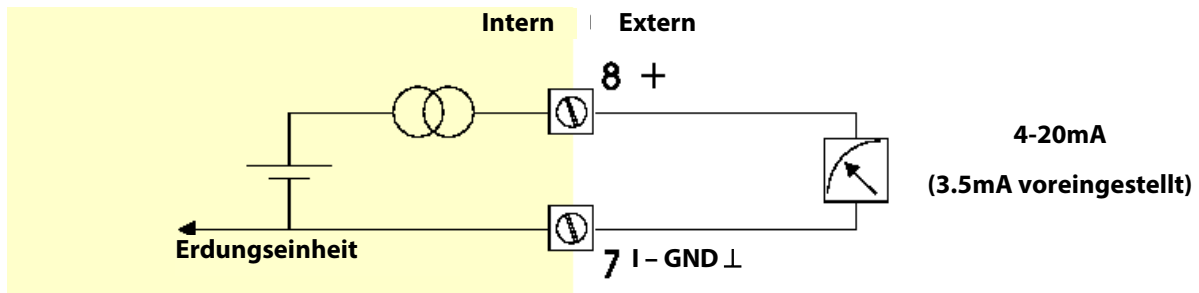 Intern Extern
8 +
4-20mA
(3.5mA voreingestellt)
Erdungseinheit
7 I – GND ⊥